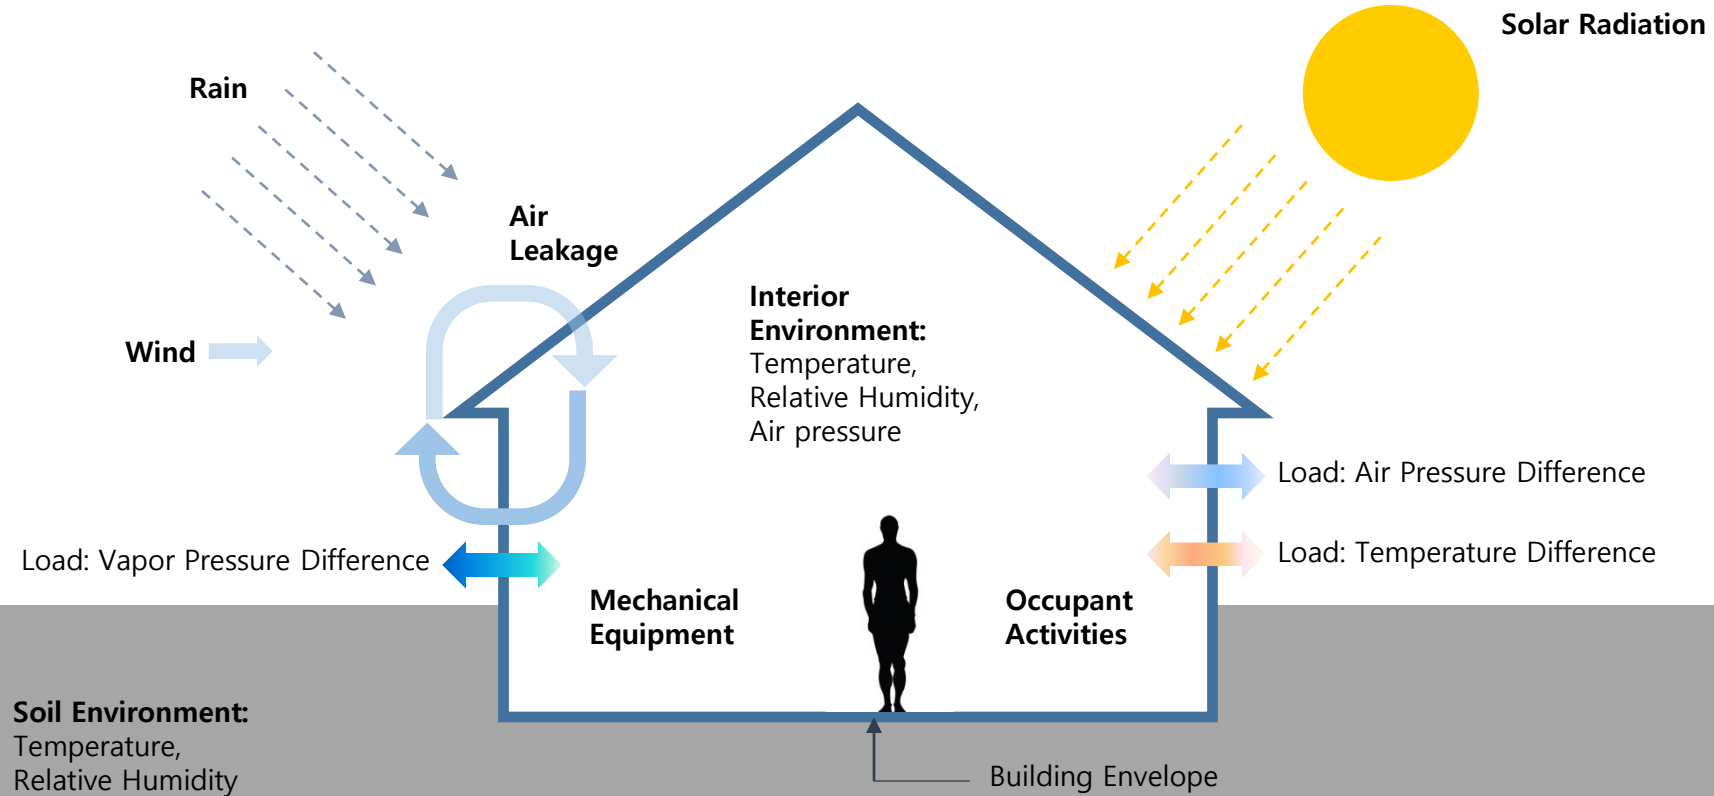 Solar Radiation
Rain
Air
Leakage
Interior
Environment:
Temperature,
Relative Humidity,
Air pressure
Wind
Load: Air Pressure Difference
Load: Vapor Pressure Difference
Load: Temperature Difference
Mechanical
Equipment
Occupant
Activities
Soil Environment:
Temperature,
Relative Humidity
Building Envelope